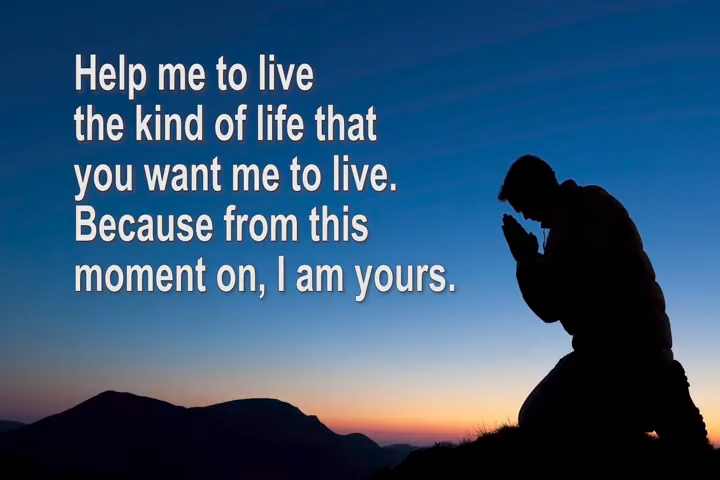 Help me to live
the kind of life that
you want me to live.
Because from this
moment on, I am yours.